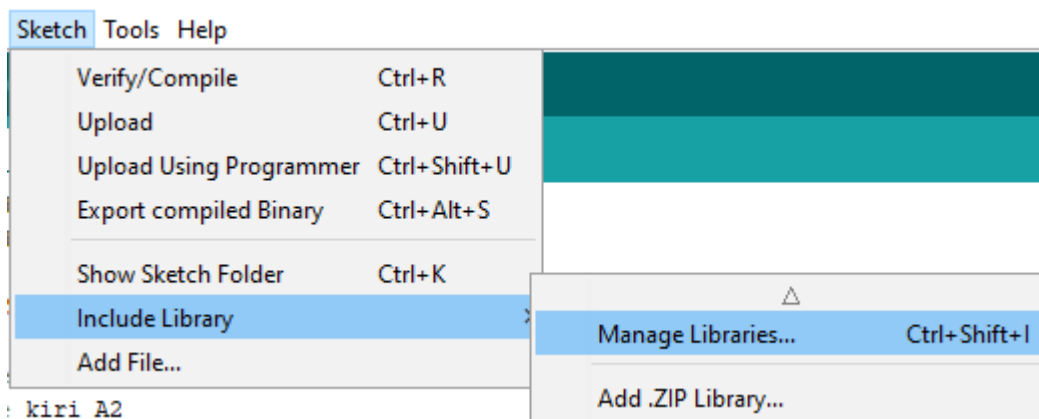 Sketch Tools Help
Verify/Compile Ctrl+R
Upload Ctrl+U
Upload Using Programmer Ctrl+Shift+U
Export compiled Binary Ctrl+Alt+S
Show Sketch Folder Ctrl+K
Include Library
Manage Libraries... Ctrl+Shift+I
Add File...
Add .ZIP Library...
kiri A2